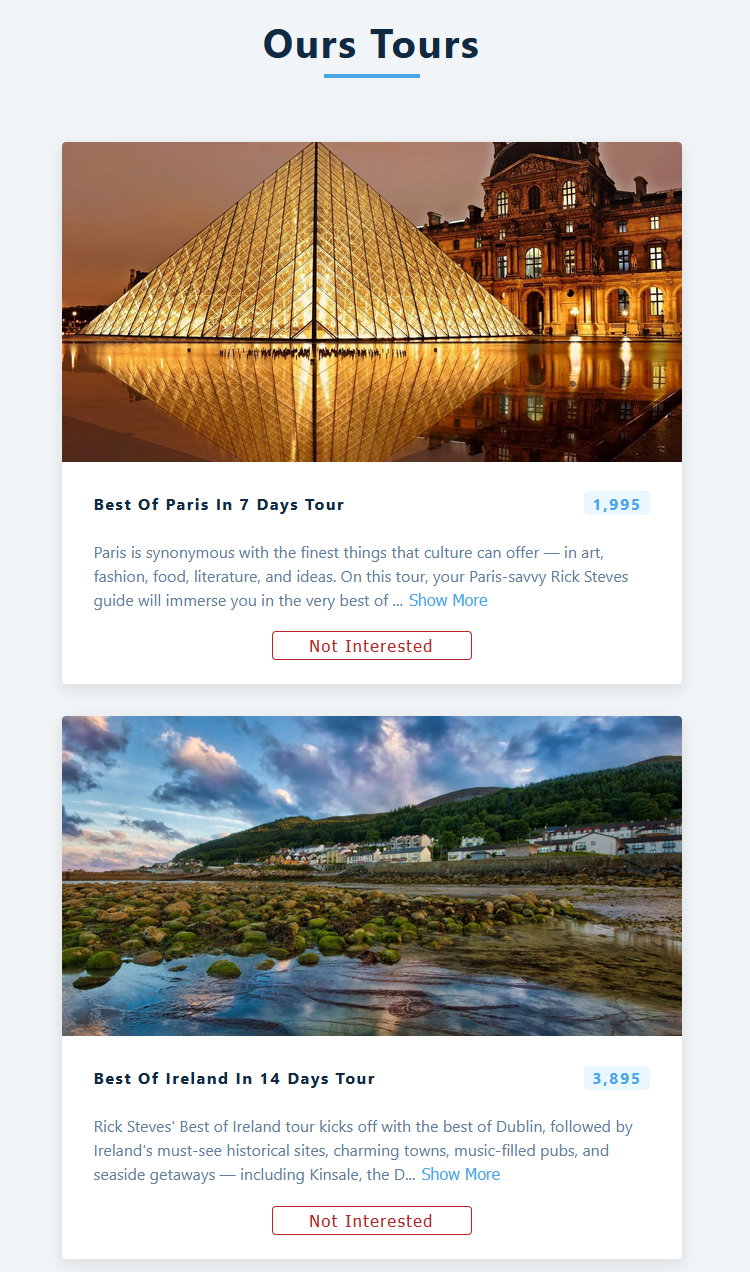 Ours Tours
Best Of Paris In 7 Days Tour
1,995
Paris is synonymous with the finest things that culture can offer — in art,
fashion, food, literature, and ideas. On this tour, your Paris-savvy Rick Steves
guide will immerse you in the very best of ... Show More
Not Interested
Best Of Ireland In 14 Days Tour
3,895
Rick Steves' Best of Ireland tour kicks off with the best of Dublin, followed by
Ireland's must-see historical sites, charming towns, music-filled pubs, and
seaside getaways — including Kinsale, the D... Show More
Not Interested